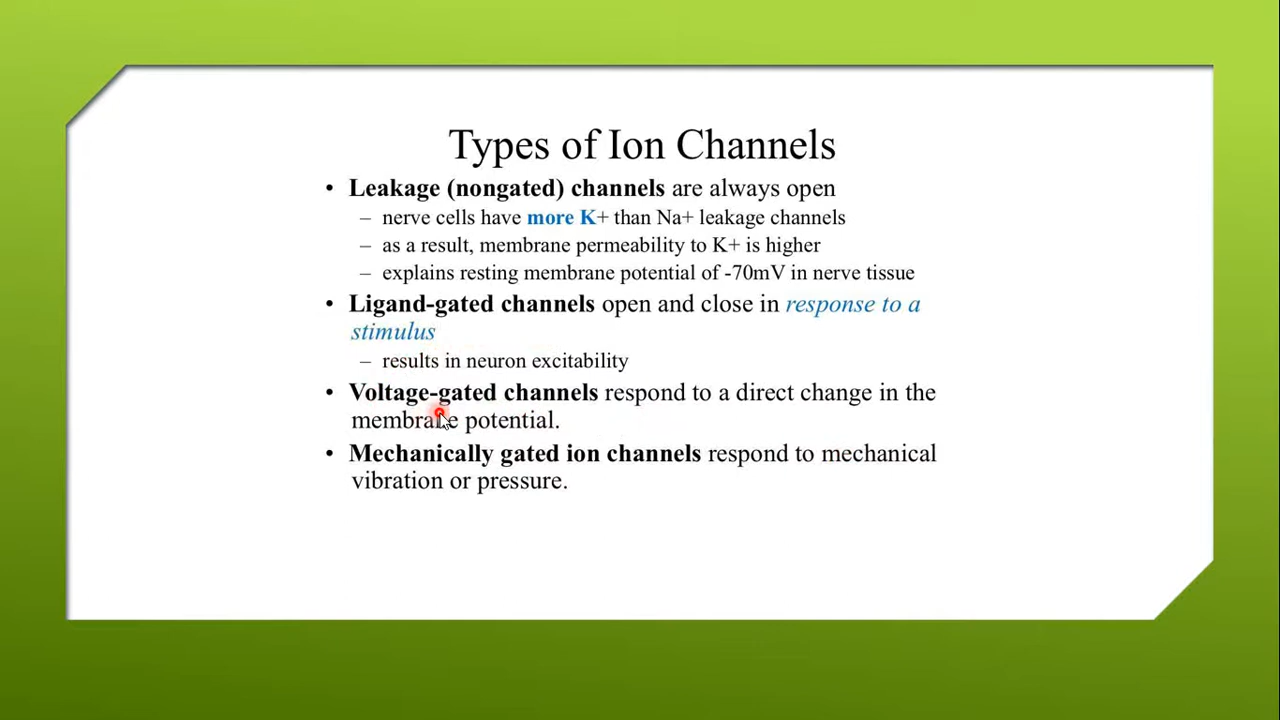 Types of Ion Channels
• Leakage (nongated) channels are always open
– nerve cells have more K+ than Na+ leakage channels
– as a result, membrane permeability to K+ is higher
– explains resting membrane potential of -70mV in nerve tissue
• Ligand-gated channels open and close in response to a
stimulus
– results in neuron excitability
• Voltage-gated channels respond to a direct change in the
membrane potential.
• Mechanically gated ion channels respond to mechanical
vibration or pressure.